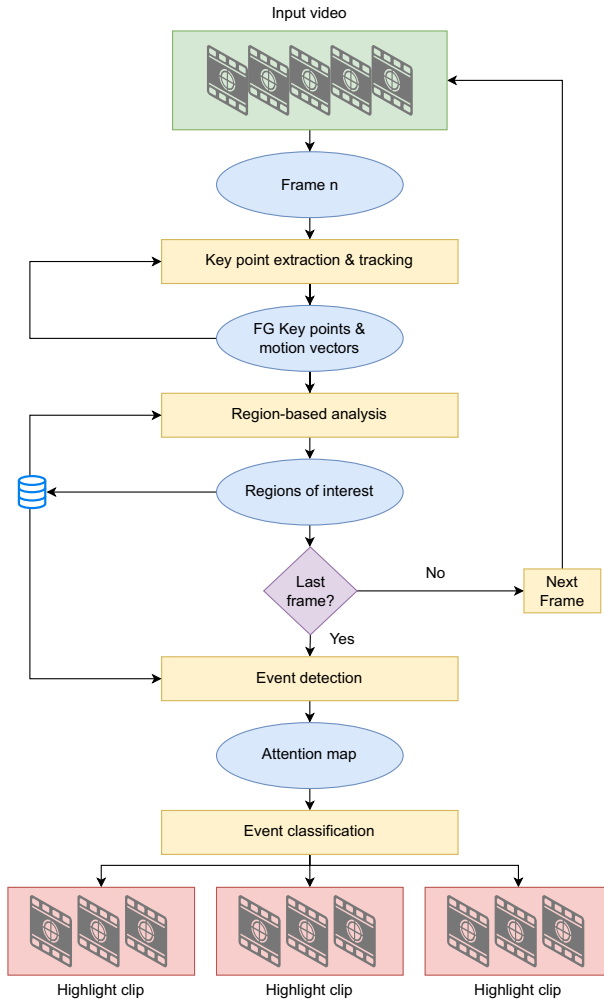 Input video
Frame n
Key point extraction & tracking
FG Key points &
motion vectors
Region-based analysis
Regions of interest
Last
frame?
No
Next
Frame
Yes
Event detection
Attention map
Event classification
Highlight clip
Highlight clip
Highlight clip